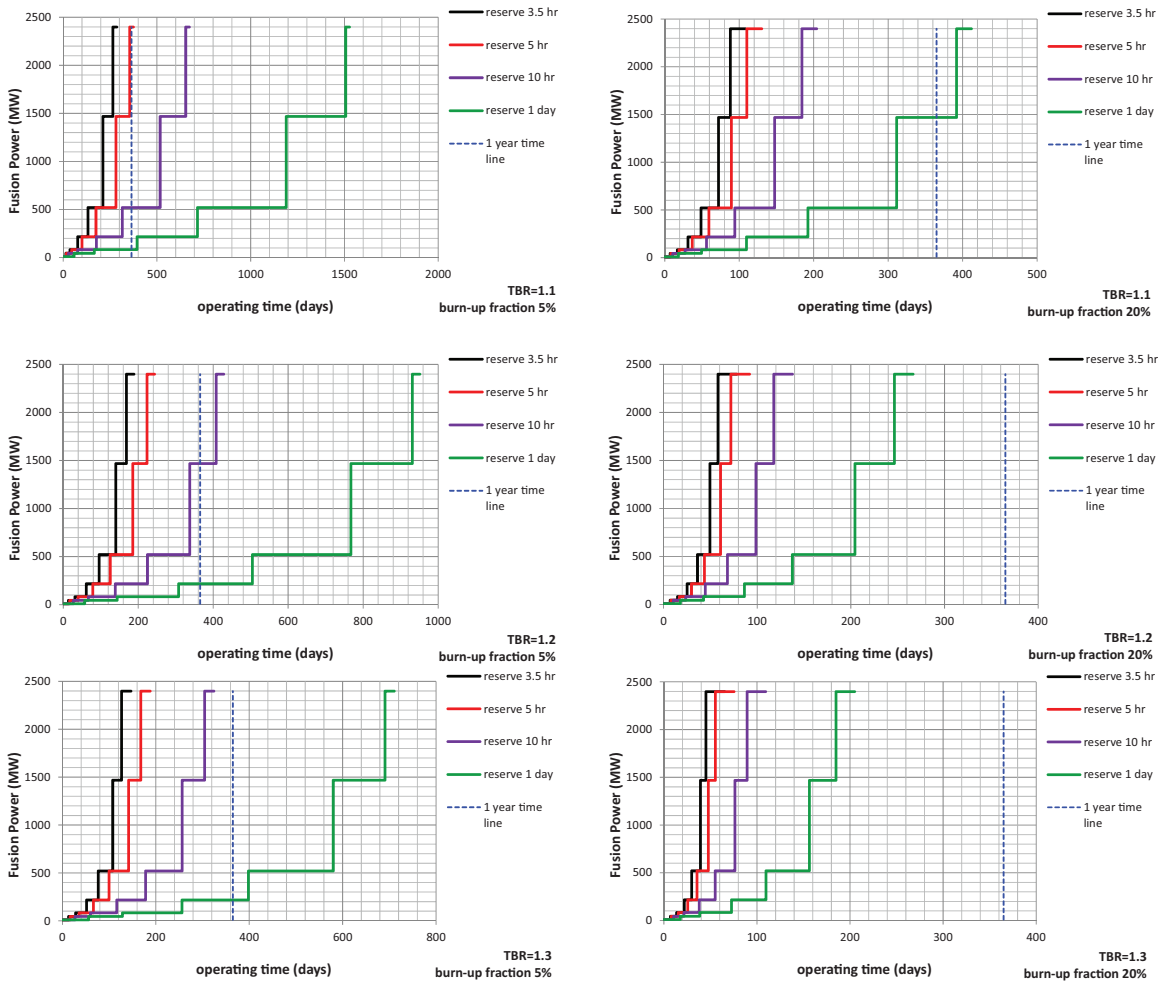 2500
2000
1500
1000
500
0
Fusion Power (MW)
0
500
1000
1500
2000
operating time (days)
reserve 3.5 hr
reserve 5 hr
reserve 10 hr
reserve 1 day
1 year time
line
TBR=1.1
burn-up fraction 5%
2500
2000
1500
1000
500
0
Fusion Power (MW)
0
100
200
300
400
500
operating time (days)
reserve 3.5 hr
reserve 5 hr
reserve 10 hr
reserve 1 day
1 year time
line
TBR=1.1
burn-up fraction 20%
2500
2000
1500
1000
500
0
Fusion Power (MW)
0
200
400
600
800
1000
operating time (days)
reserve 3.5 hr
reserve 5 hr
reserve 10 hr
reserve 1 day
1 year time
line
TBR=1.2
burn-up fraction 5%
2500
2000
1500
1000
500
0
Fusion Power (MW)
0
100
200
300
400
operating time (days)
reserve 3.5 hr
reserve 5 hr
reserve 10 hr
reserve 1 day
1 year time
line
TBR=1.2
burn-up fraction 20%
2500
2000
1500
1000
500
0
Fusion Power (MW)
0
200
400
600
800
operating time (days)
reserve 3.5 hr
reserve 5 hr
reserve 10 hr
reserve 1 day
1 year time
line
TBR=1.3
burn-up fraction 5%
2500
2000
1500
1000
500
0
Fusion Power (MW)
0
100
200
300
400
operating time (days)
reserve 3.5 hr
reserve 5 hr
reserve 10 hr
reserve 1 day
1 year time
line
TBR=1.3
burn-up fraction 20%